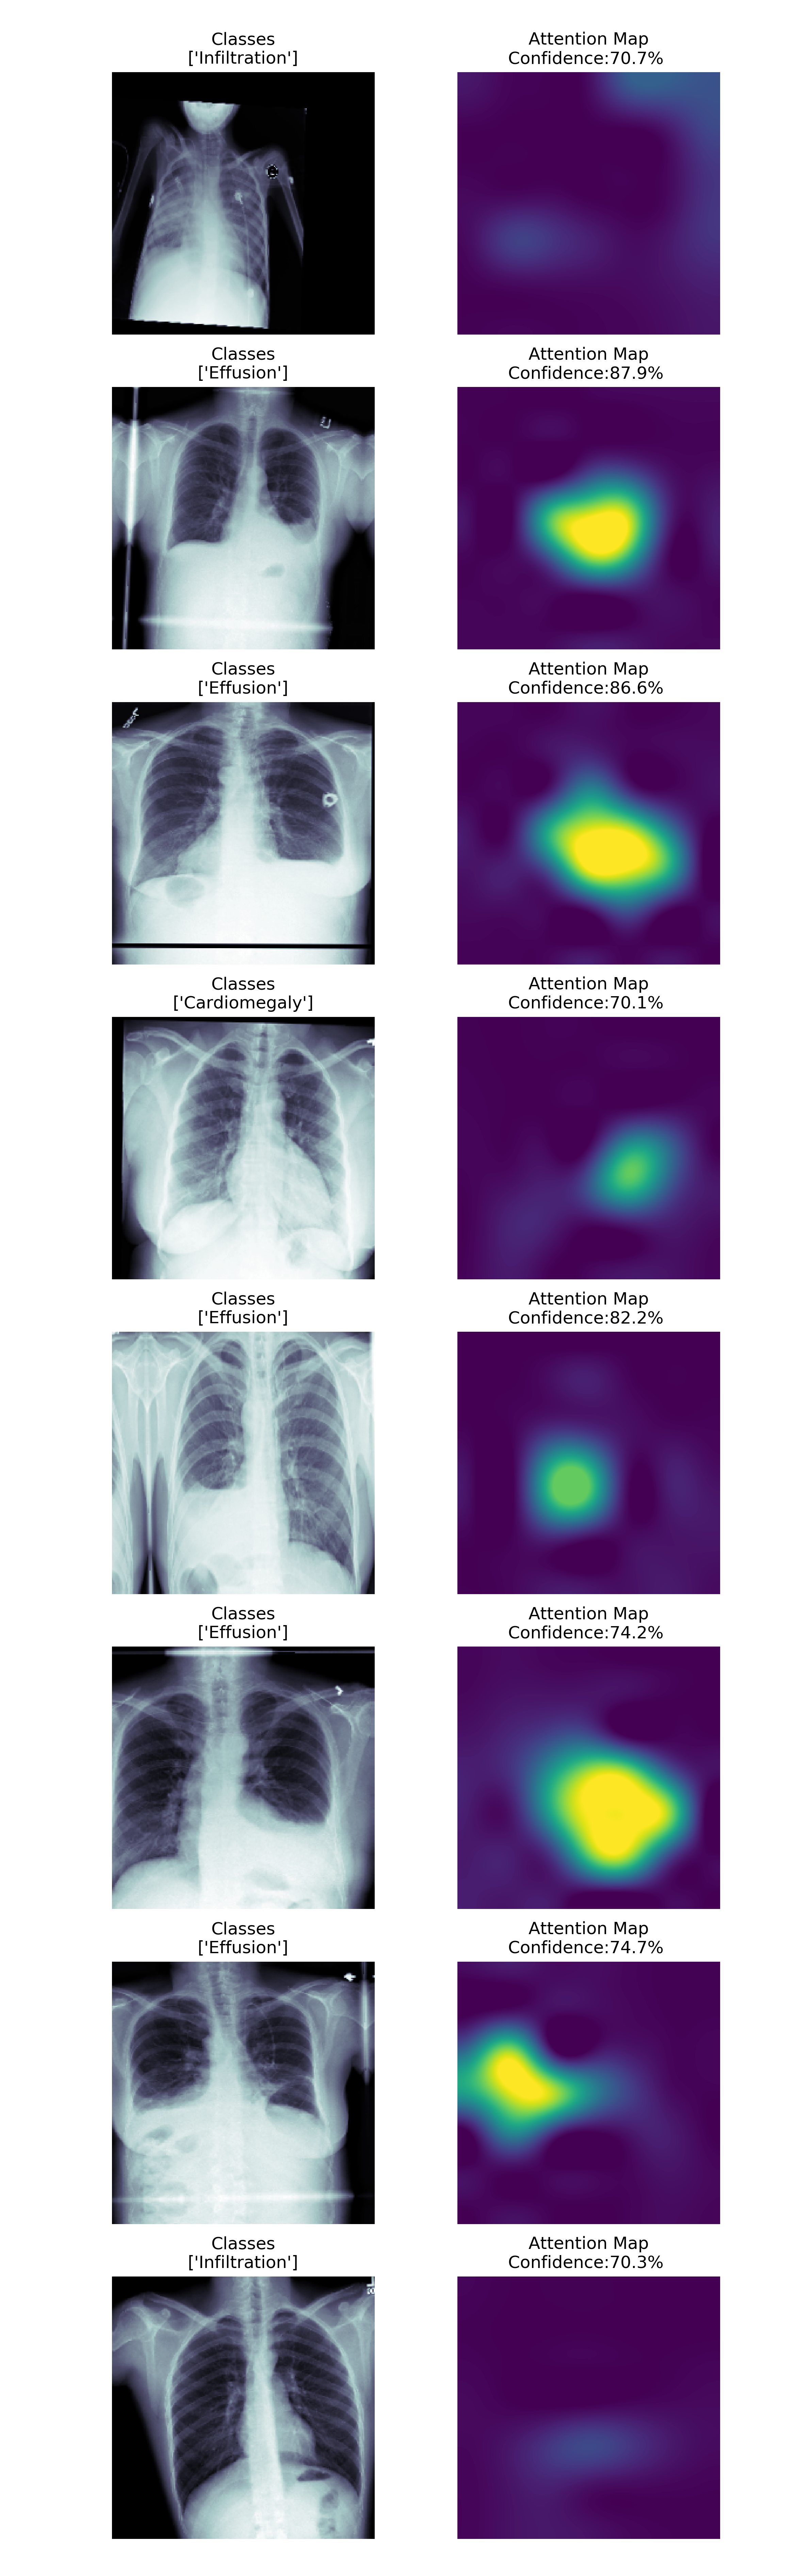 Classes
['Infiltration']
Attention Map
Confidence:70.7%
Classes
['Effusion']
Attention Map
Confidence:87.9%
Classes
['Effusion']
Attention Map
Confidence:86.6%
Classes
['Cardiomegaly']
Attention Map
Confidence:70.1%
Classes
['Effusion']
Attention Map
Confidence:82.2%
Classes
['Effusion']
Attention Map
Confidence:74.2%
Classes
['Effusion']
Attention Map
Confidence:74.7%
Classes
['Infiltration']
Attention Map
Confidence:70.3%